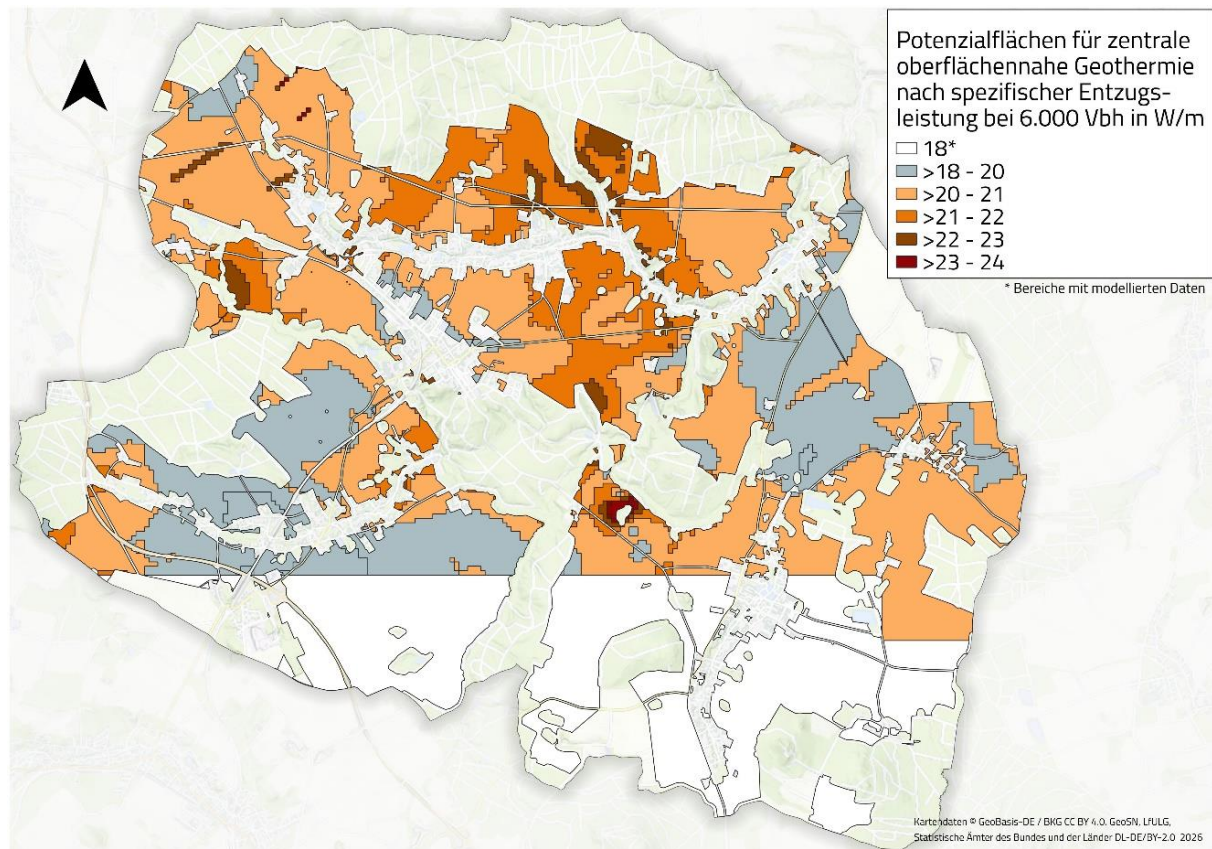 Potenzialflächen für zentrale
oberflächennahe Geothermie
nach spezifischer Entzugs-
leistung bei 6.000 Vbh in W/m
18*
>18 - 20
>20 - 21
>21 - 22
>22 - 23
>23 - 24
* Bereiche mit modellierten Daten
Kartendaten © GeoBasis-DE / BKG CC BY 4.0, GeoSN, LfULG,
Statistische Ämter des Bundes und der Länder DL-DE/BY-2.0 2026